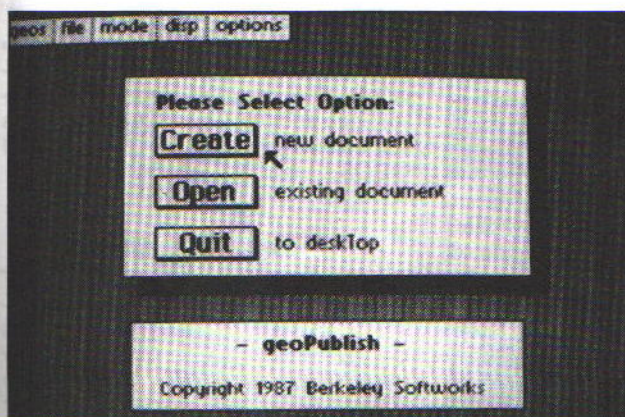 geos file mode disp options
Please Select Option:
Create new document
Open existing document
Quit to deskTop
- geoPublish -
Copyright 1987 Berkeley Softworks